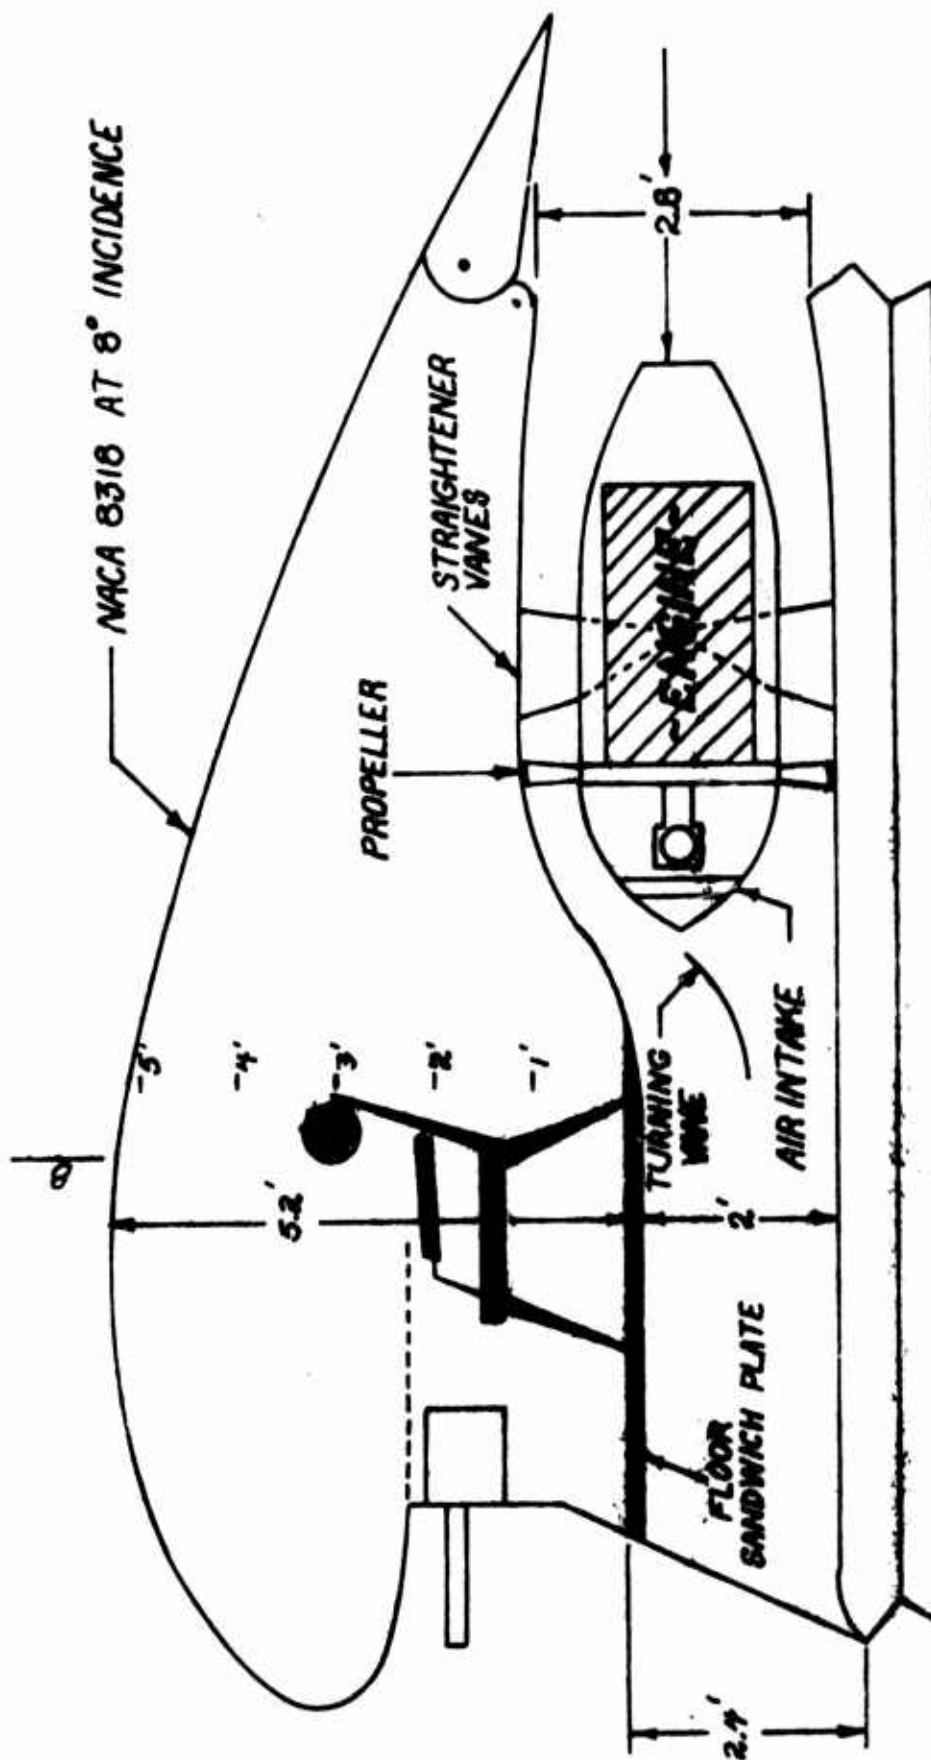 NACA 8318 AT 8° INCIDENCE
STRAIGHTENER
VANES
PROPELLER
2.8'
~ENGINE~
-5'
-4'
-3'
-2'
-1'
5.2'
TURNING
VANE
AIR INTAKE
2'
FLOOR
SANDWICH PLATE
2.4'